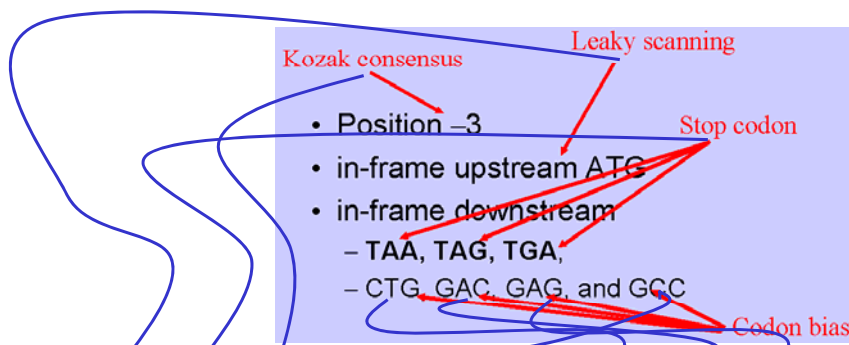 Leaky scanning
Kozak consensus
• Position –3
Stop codon
• in-frame upstream ATG
• in-frame downstream
– TAA, TAG, TGA,
– CTG, GAC, GAG, and GCC
Codon bias